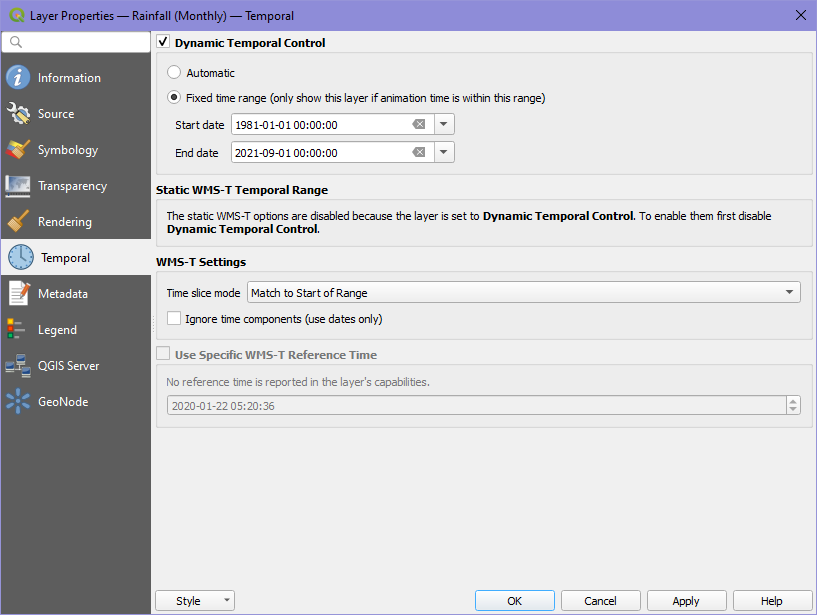 Layer Properties — Rainfall (Monthly) — Temporal
Information
Source
Symbology
Transparency
Rendering
Temporal
Metadata
Legend
QGIS Server
GeoNode
Dynamic Temporal Control
Automatic
Fixed time range (only show this layer if animation time is within this range)
Start date 1981-01-01 00:00:00
End date 2021-09-01 00:00:00
Static WMS-T Temporal Range
The static WMS-T options are disabled because the layer is set to Dynamic Temporal Control. To enable them first disable
Dynamic Temporal Control.
WMS-T Settings
Time slice mode Match to Start of Range
Ignore time components (use dates only)
Use Specific WMS-T Reference Time
No reference time is reported in the layer's capabilities.
2020-01-22 05:20:36
Style OK Cancel Apply Help